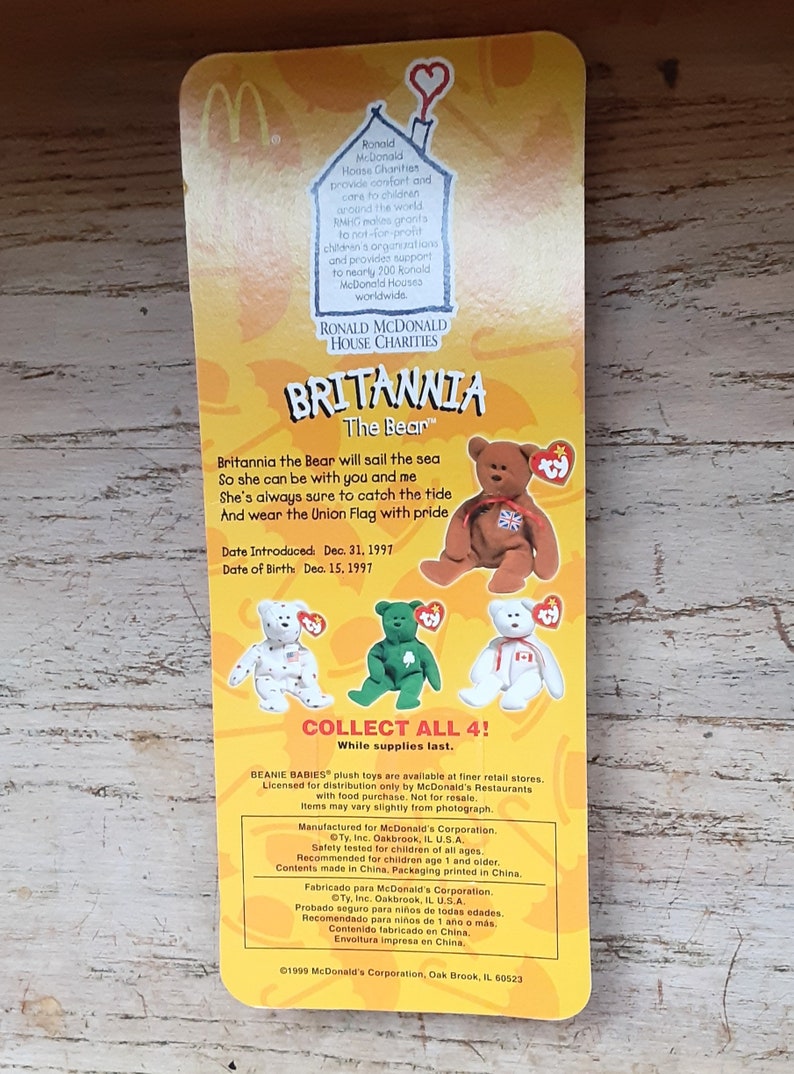 Ronald
McDonald
House Charities
provide comfort and
care to children
around the world.
RMHC makes grants
to not-for-profit
children's organizations
and provides support
to nearly 200 Ronald
McDonald Houses
worldwide.
RONALD MCDONALD
HOUSE CHARITIES
BRITANNIA
The Bear™
Britannia the Bear will sail the sea
So she can be with you and me
She's always sure to catch the tide
And wear the Union Flag with pride
ty
Date Introduced: Dec. 31, 1997
Date of Birth: Dec. 15, 1997
ty
ty
ty
COLLECT ALL 4!
While supplies last.
BEANIE BABIES® plush toys are available at finer retail stores.
Licensed for distribution only by McDonald's Restaurants
with food purchase. Not for resale.
Items may vary slightly from photograph.
Manufactured for McDonald's Corporation.
©Ty, Inc. Oakbrook, IL U.S.A.
Safety tested for children of all ages.
Recommended for children age 1 and older.
Contents made in China. Packaging printed in China.
Fabricado para McDonald's Corporation.
©Ty, Inc. Oakbrook, IL U.S.A.
Probado seguro para niños de todas edades.
Recomendado para niños de 1 año o más.
Contenido fabricado en China.
Envoltura impresa en China.
©1999 McDonald's Corporation, Oak Brook, IL 60523